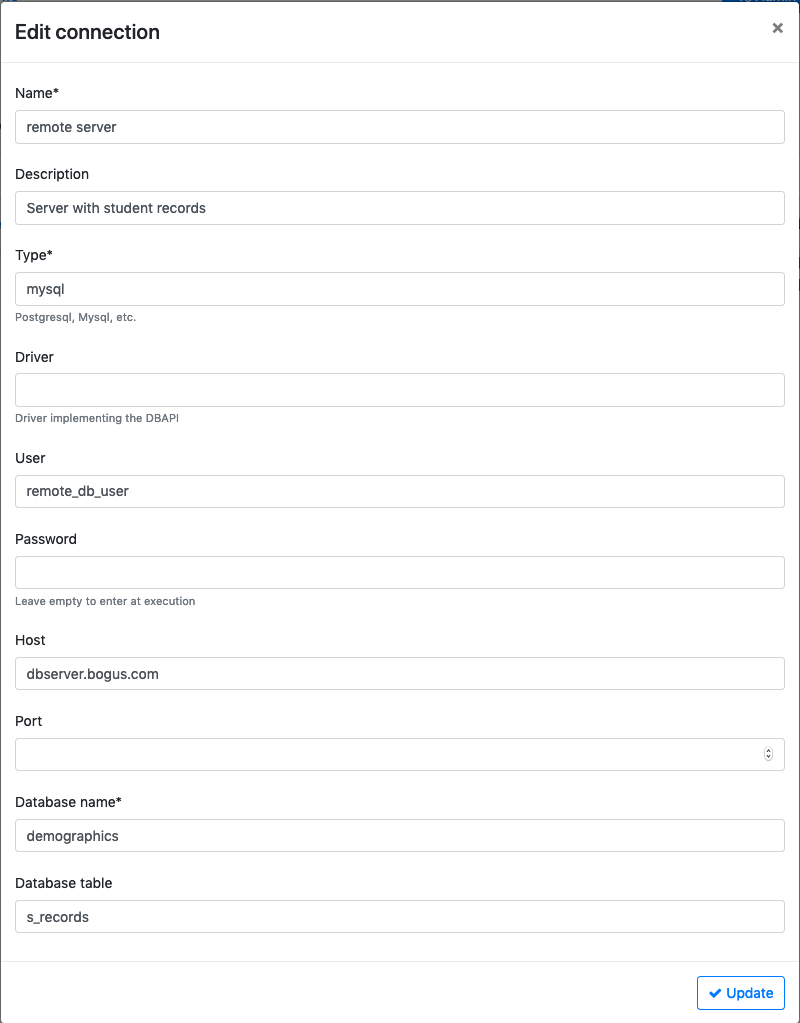 Edit connection
×
Name*
remote server
Description
Server with student records
Type*
mysql
Postgresql, Mysql, etc.
Driver
Driver implementing the DBAPI
User
remote_db_user
Password
Leave empty to enter at execution
Host
dbserver.bogus.com
Port
Database name*
demographics
Database table
s_records
Update